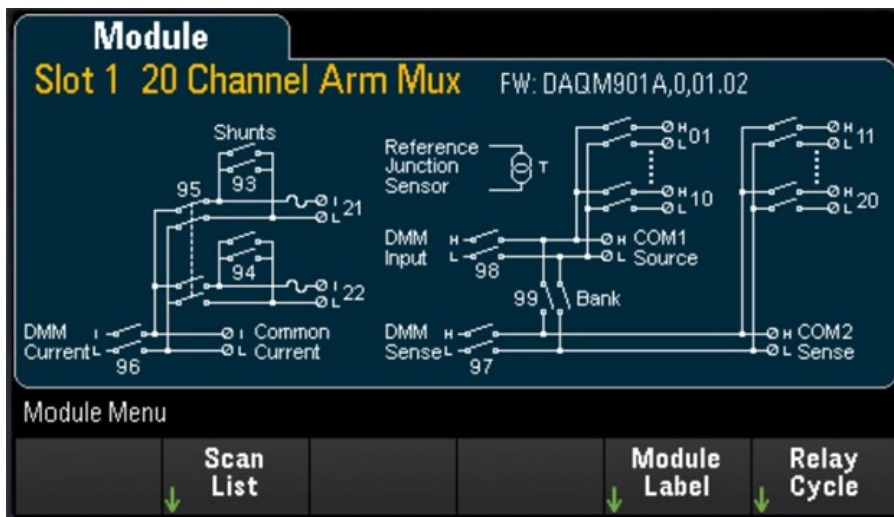 Module
Slot 1 20 Channel Arm Mux FW: DAQM901A,0,01.02
Shunts
93
95
I
L 21
94
I
L 22
DMM I
Current L
96
I Common
L Current
Reference
Junction
Sensor
T
H 01
L
H 10
L
H 11
L
H 20
L
DMM H
Input L
98
H COM1
L Source
99 Bank
DMM H
Sense L
97
H COM2
L Sense
Module Menu
Scan
List
Module
Label
Relay
Cycle